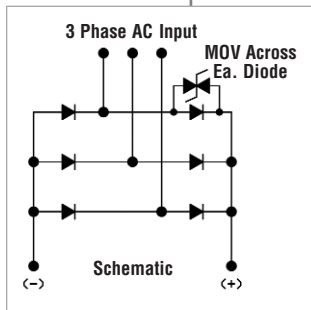 3 Phase AC Input
MOV Across
Ea. Diode
Schematic
(-)
(+)